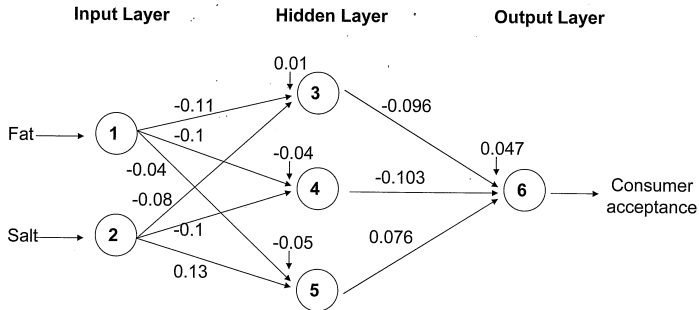 Input Layer
Hidden Layer
Output Layer
0.01
3
-0.11
-0.096
Fat
1
-0.1
-0.04
0.047
-0.04
4
-0.103
6
Consumer
acceptance
-0.08
Salt
2
-0.1
-0.05
0.076
0.13
5